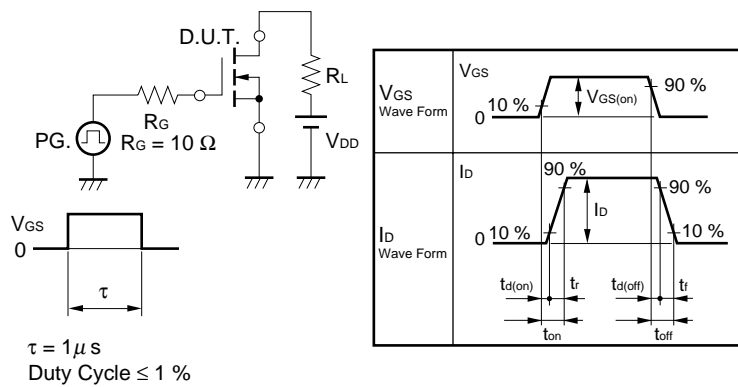 D.U.T.
RL
RG
PG.
RG = 10 Ω
VDD
VGS
0
τ
τ = 1μ s
Duty Cycle ≤ 1 %
VGS
Wave Form
VGS
10 %
0
VGS(on)
90 %
ID
Wave Form
ID
90 %
90 %
0 10 %
ID
10 %
td(on)
tr
td(off)
tf
ton
toff